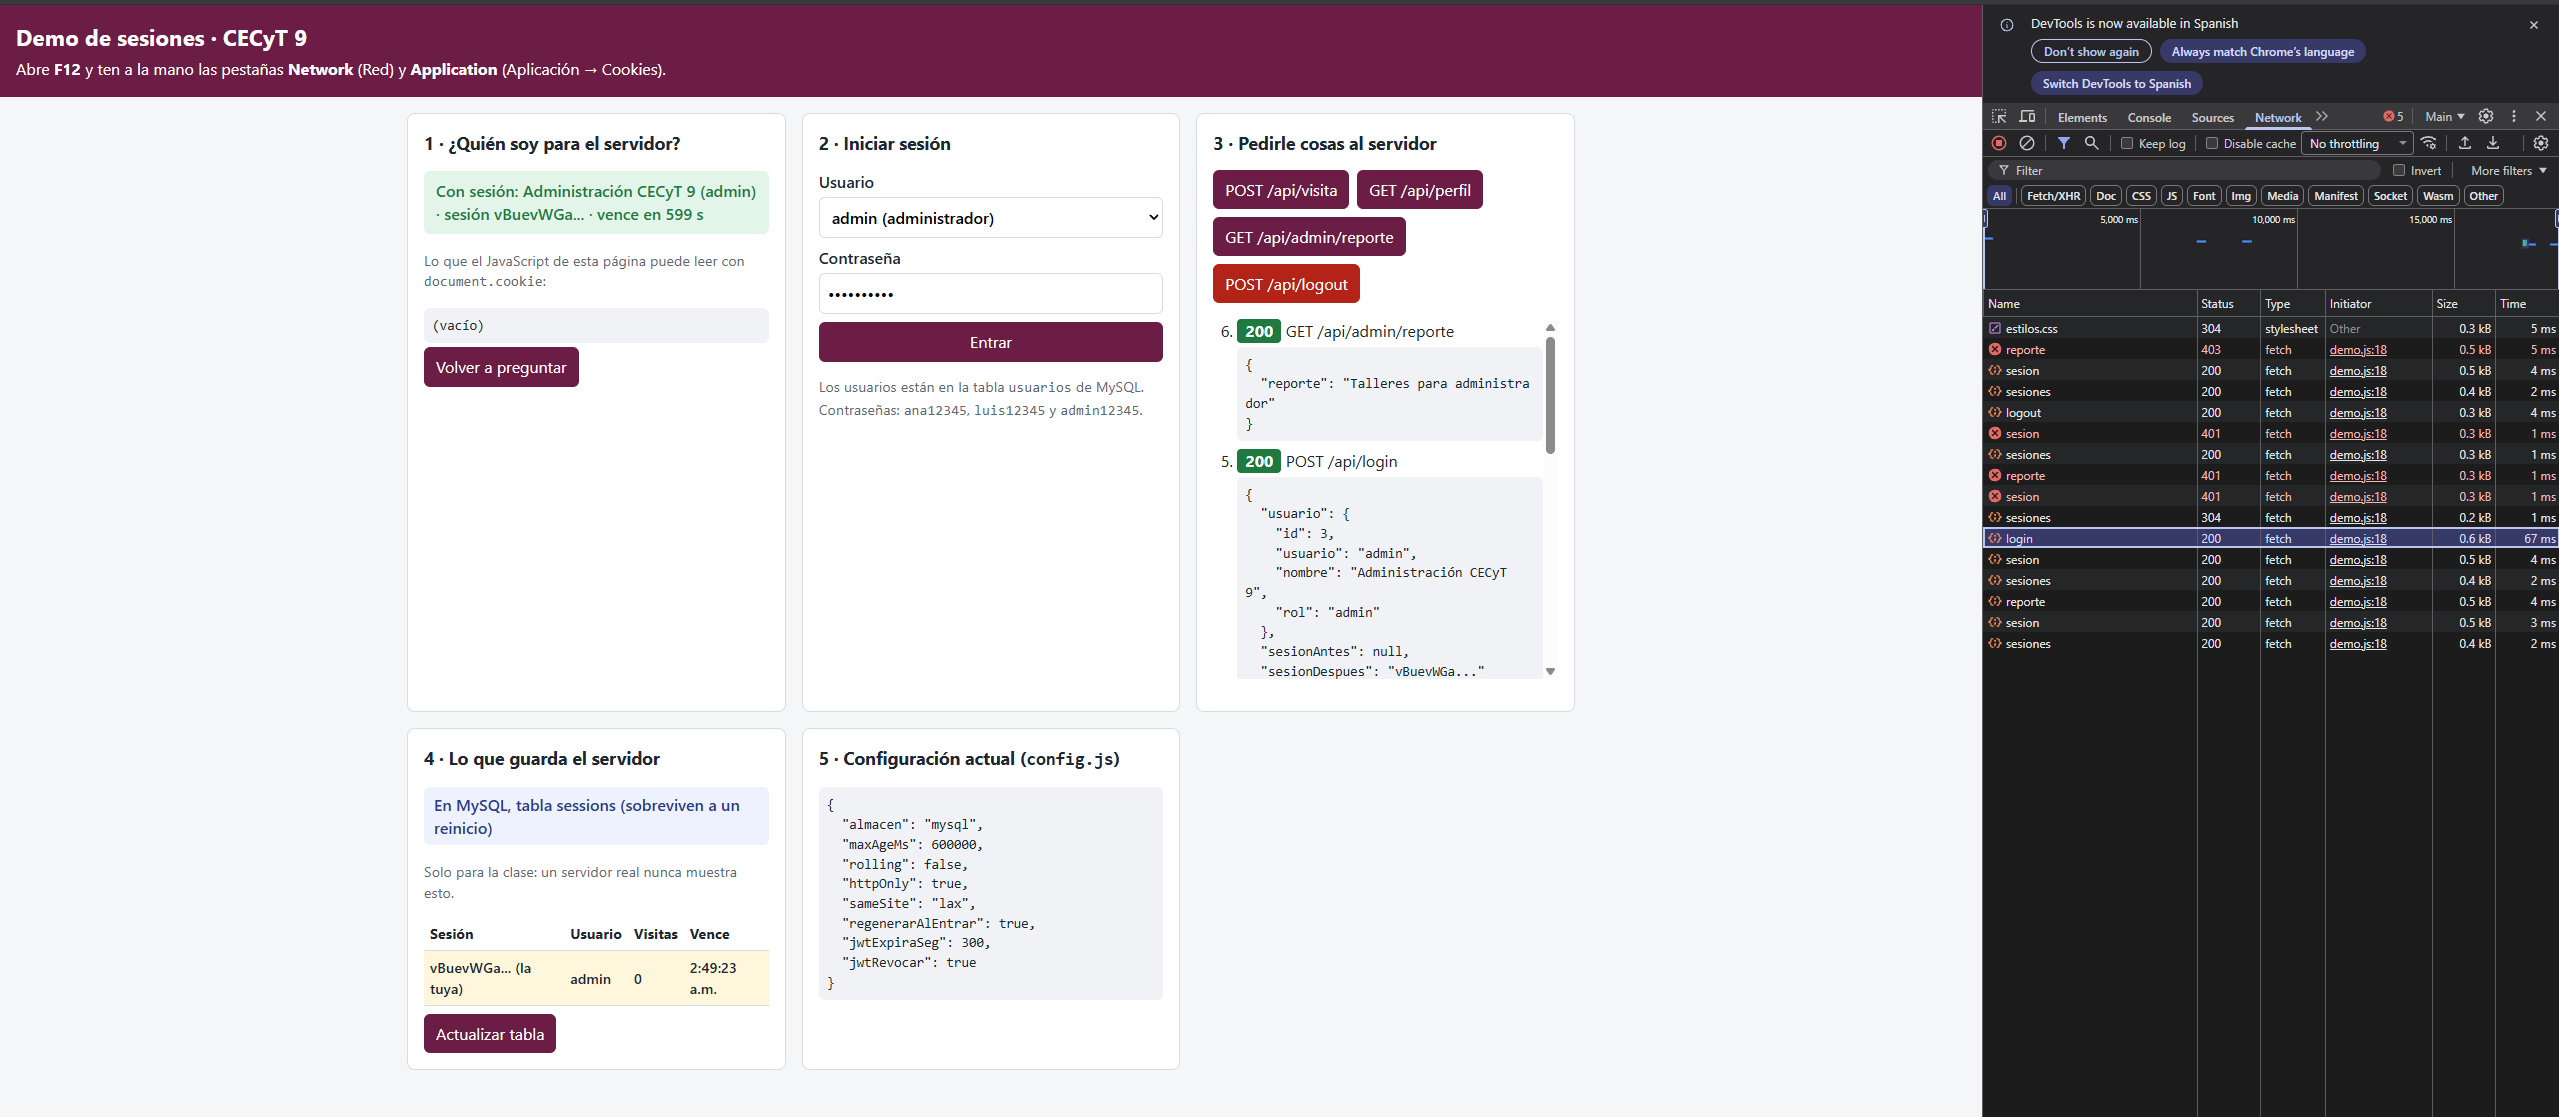 Demo de sesiones · CECyT 9
Abre F12 y ten a la mano las pestañas Network (Red) y Application (Aplicación → Cookies).
1 · ¿Quién soy para el servidor?
Con sesión: Administración CECyT 9 (admin)
· sesión vBuevWGa... · vence en 599 s
Lo que el JavaScript de esta página puede leer con
document.cookie:
(vacío)
Volver a preguntar
2 · Iniciar sesión
Usuario
admin (administrador)
Contraseña
••••••••••
Entrar
Los usuarios están en la tabla usuarios de MySQL.
Contraseñas: ana12345, luis12345 y admin12345.
3 · Pedirle cosas al servidor
POST /api/visita
GET /api/perfil
GET /api/admin/reporte
POST /api/logout
6. 200 GET /api/admin/reporte
{
"reporte": "Talleres para administra
dor"
}
5. 200 POST /api/login
{
"usuario": {
"id": 3,
"usuario": "admin",
"nombre": "Administración CECyT
9",
"rol": "admin"
},
"sesionAntes": null,
"sesionDespues": "vBuevWGa..."
4 · Lo que guarda el servidor
En MySQL, tabla sessions (sobreviven a un
reinicio)
Solo para la clase: un servidor real nunca muestra
esto.
Sesión Usuario Visitas Vence
vBuevWGa... (la tuya) admin 0 2:49:23 a.m.
Actualizar tabla
5 · Configuración actual (config.js)
{
"almacen": "mysql",
"maxAgeMs": 600000,
"rolling": false,
"httpOnly": true,
"sameSite": "lax",
"regenerarAlEntrar": true,
"jwtExpiraSeg": 300,
"jwtRevocar": true
}
DevTools is now available in Spanish
Don't show again
Always match Chrome's language
Switch DevTools to Spanish
Elements Console Sources Network 5 Main
Keep log Disable cache No throttling
Filter Invert More filters
All Fetch/XHR Doc CSS JS Font Img Media Manifest Socket Wasm Other
5,000 ms 10,000 ms 15,000 ms
Name Status Type Initiator Size Time
estilos.css 304 stylesheet Other 0.3 kB 5 ms
reporte 403 fetch demo.js:18 0.5 kB 5 ms
sesion 200 fetch demo.js:18 0.5 kB 4 ms
sesiones 200 fetch demo.js:18 0.4 kB 2 ms
logout 200 fetch demo.js:18 0.3 kB 4 ms
sesion 401 fetch demo.js:18 0.3 kB 1 ms
sesiones 200 fetch demo.js:18 0.3 kB 1 ms
reporte 401 fetch demo.js:18 0.3 kB 1 ms
sesion 401 fetch demo.js:18 0.3 kB 1 ms
sesiones 304 fetch demo.js:18 0.2 kB 1 ms
login 200 fetch demo.js:18 0.6 kB 67 ms
sesion 200 fetch demo.js:18 0.5 kB 4 ms
sesiones 200 fetch demo.js:18 0.4 kB 2 ms
reporte 200 fetch demo.js:18 0.5 kB 4 ms
sesion 200 fetch demo.js:18 0.5 kB 3 ms
sesiones 200 fetch demo.js:18 0.4 kB 2 ms